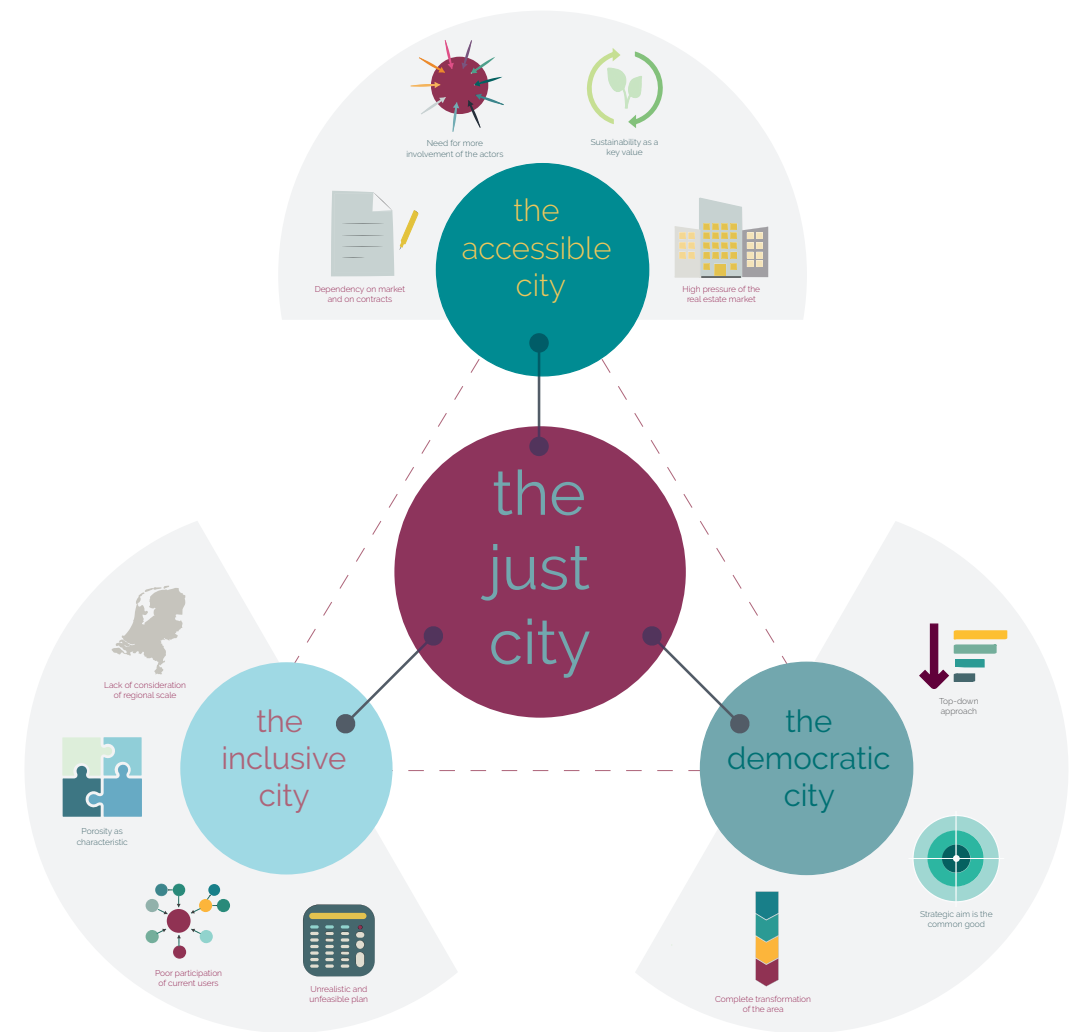 Need for more
involvement of the actors
Sustainability as a
key value
Dependency on market
and on contracts
the
accessible
city
High pressure of the
real estate market
the
just
city
Lack of consideration
of regional scale
Porosity as
characteristic
the
inclusive
city
Poor participation
of current users
Unrealistic and
unfeasible plan
the
democratic
city
Top-down
approach
Strategic aim is the
common good
Complete transformation
of the area